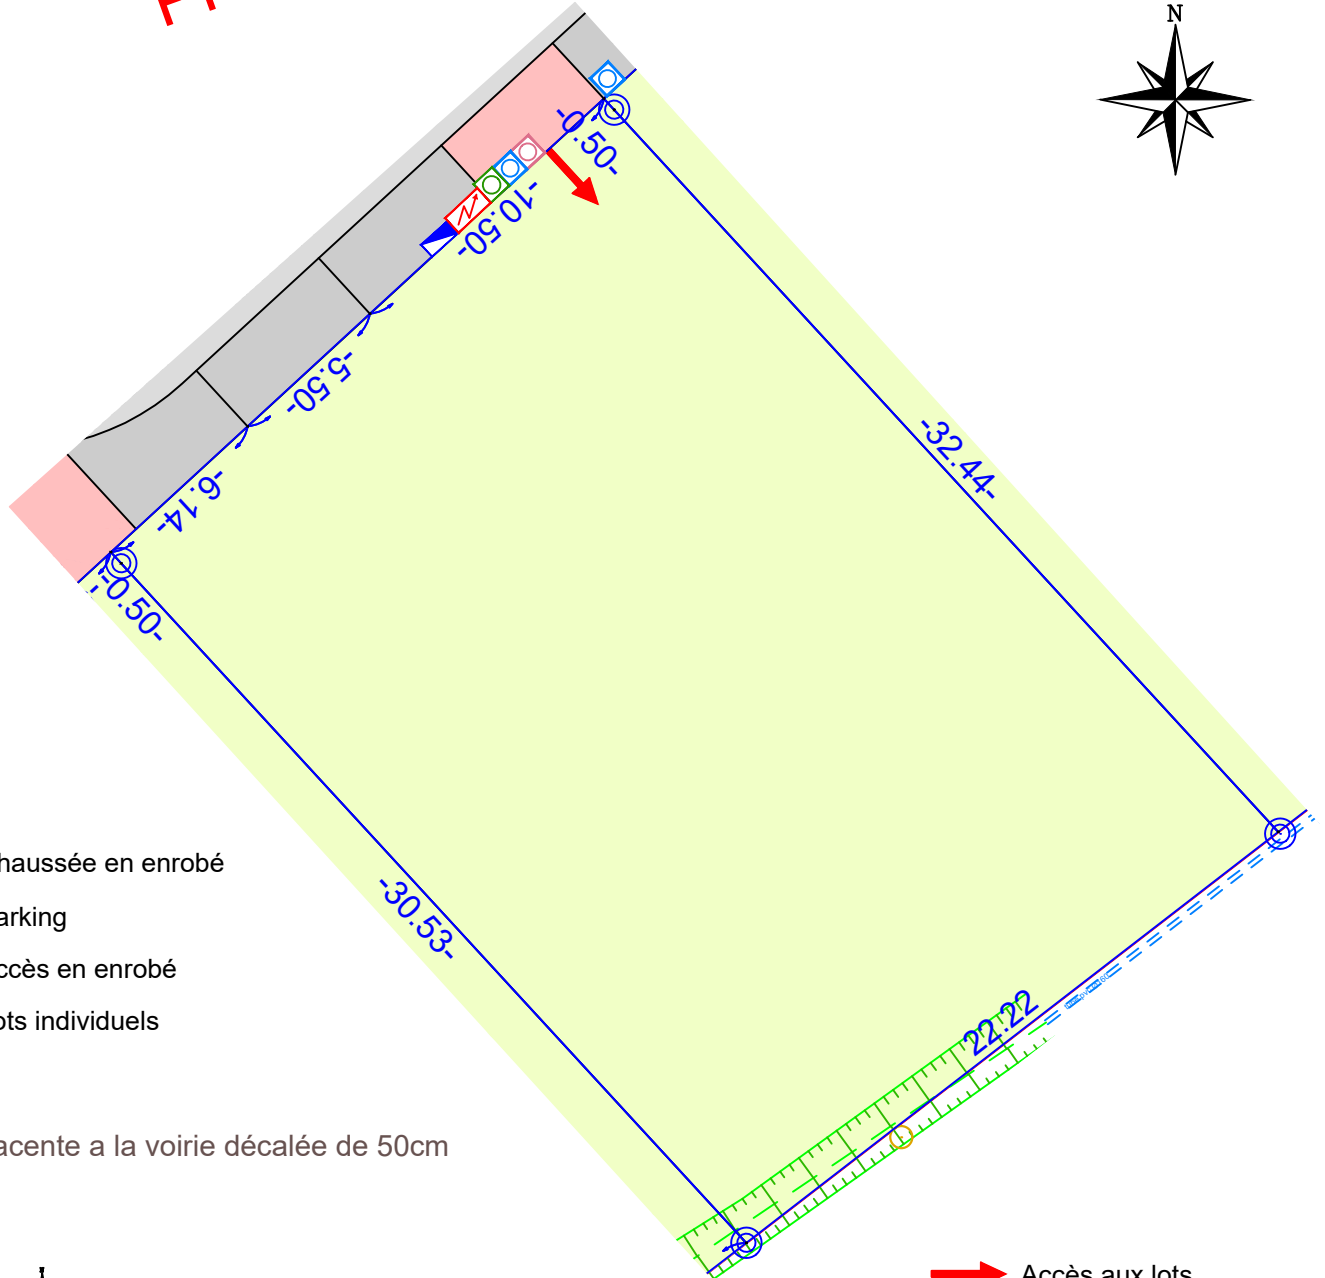 N
-0.50-
-10.50-
-5.50-
-6.14-
-0.50-
-32.44-
-30.53-
22.22
haussée en enrobé
arking
ccès en enrobé
ots individuels
acente a la voirie décalée de 50cm
Accès aux lots